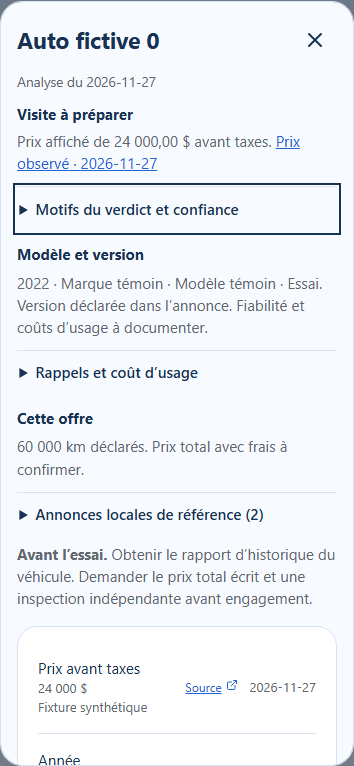 Auto fictive 0
Analyse du 2026-11-27
Visite à préparer
Prix affiché de 24 000,00 $ avant taxes. Prix
observé · 2026-11-27
Motifs du verdict et confiance
Modèle et version
2022 · Marque témoin · Modèle témoin · Essai.
Version déclarée dans l’annonce. Fiabilité et
coûts d’usage à documenter.
Rappels et coût d’usage
Cette offre
60 000 km déclarés. Prix total avec frais à
confirmer.
Annonces locales de référence (2)
Avant l’essai. Obtenir le rapport d’historique du
véhicule. Demander le prix total écrit et une
inspection indépendante avant engagement.
Prix avant taxes
24 000 $ Source 2026-11-27
Fixture synthétique
Année